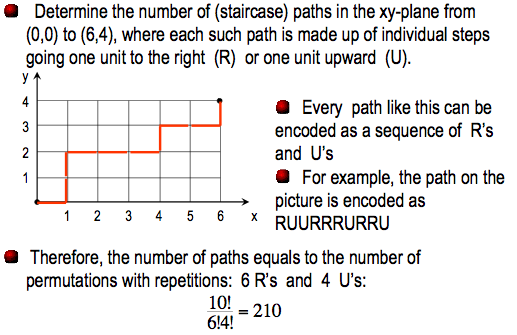 Determine the number of (staircase) paths in the xy-plane from
(0,0) to (6,4), where each such path is made up of individual steps
going one unit to the right (R) or one unit upward (U).
y
4
3
2
1
1 2 3 4 5 6 x
Every path like this can be
encoded as a sequence of R's
and U's
For example, the path on the
picture is encoded as
RUURRRURRU
Therefore, the number of paths equals to the number of
permutations with repetitions: 6 R's and 4 U's:
10!
6!4! = 210